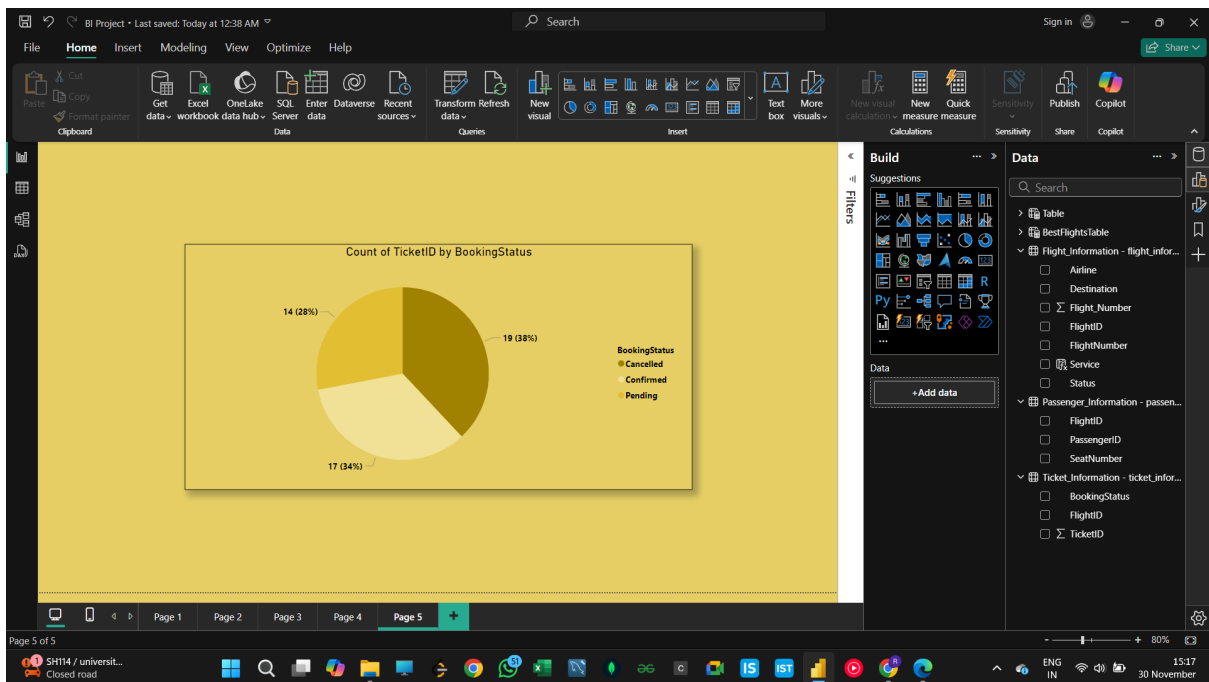 BI Project • Last saved: Today at 12:38 AM
Search
Sign in
File Home Insert Modeling View Optimize Help
Share
Paste
Cut
Copy
Format painter
Clipboard
Get data
Excel workbook
OneLake data hub
SQL Server
Enter data
Dataverse
Recent sources
Data
Transform data
Refresh
Queries
New visual
Text box
More visuals
Insert
New visual calculation
New measure
Quick measure
Calculations
Sensitivity
Sensitivity
Publish
Share
Copilot
Copilot
Count of TicketID by BookingStatus
14 (28%)
19 (38%)
17 (34%)
BookingStatus
Cancelled
Confirmed
Pending
Filters
Build
Suggestions
R
Py
123
Data
+Add data
Data
Search
Table
BestFlightsTable
Flight_Information - flight_infor...
Airline
Destination
Σ Flight_Number
FlightID
FlightNumber
Service
Status
Passenger_Information - passen...
FlightID
PassengerID
SeatNumber
Ticket_Information - ticket_infor...
BookingStatus
FlightID
Σ TicketID
Page 1 Page 2 Page 3 Page 4 Page 5 +
Page 5 of 5
- + 80%
1
SH114 / universit...
Closed road
IS
IST
ENG
IN
15:17
30 November